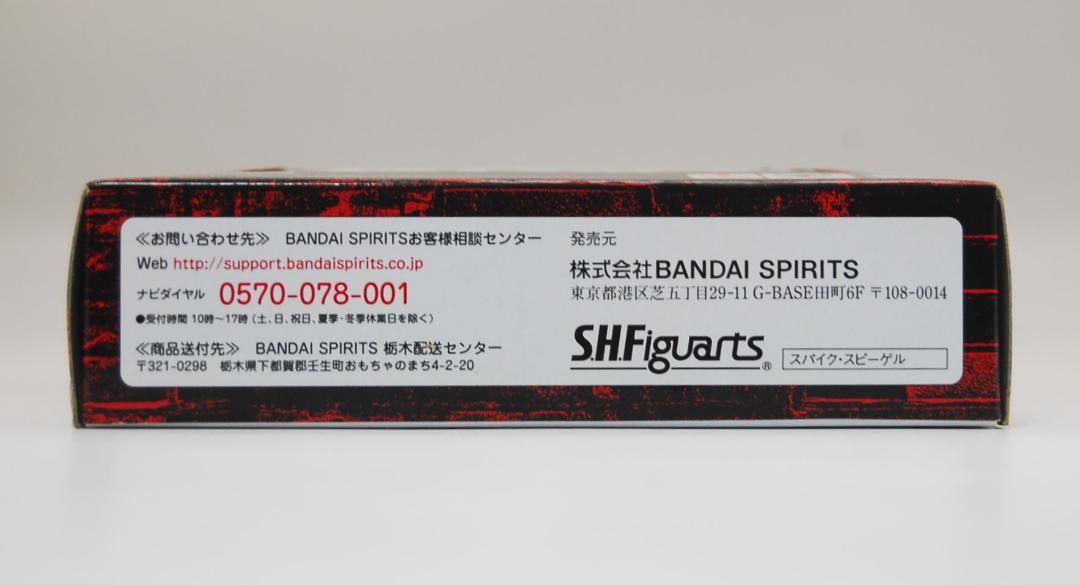 ≪お問い合わせ先≫ BANDAI SPIRITSお客様相談センター
Web http://support.bandaispirits.co.jp
ナビダイヤル 0570-078-001
●受付時間 10時～17時（土、日、祝日、夏季・冬季休業日を除く）
≪商品送付先≫ BANDAI SPIRITS 栃木配送センター
〒321-0298 栃木県下都賀郡壬生町おもちゃのまち4-2-20
発売元
株式会社BANDAI SPIRITS
東京都港区芝五丁目29-11 G-BASE田町6F 〒108-0014
S.H.Figuarts®
スパイク・スピーゲル